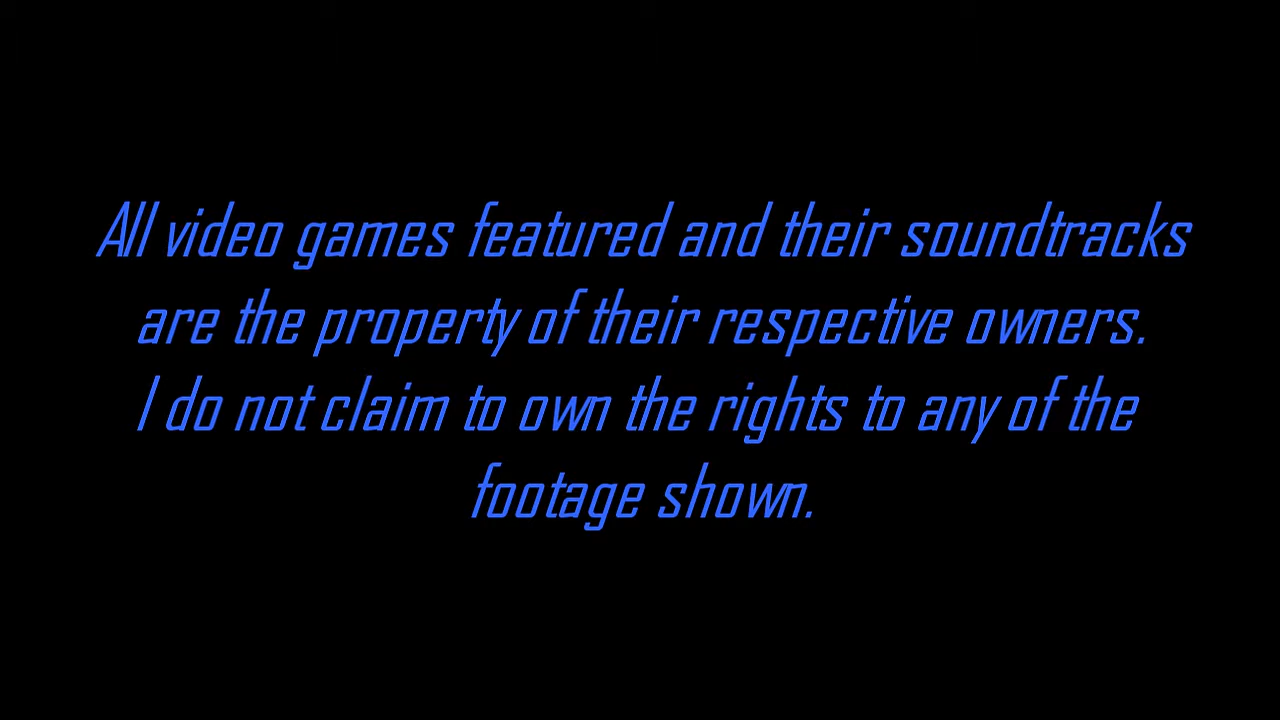 All video games featured and their soundtracks
are the property of their respective owners.
I do not claim to own the rights to any of the
footage shown.